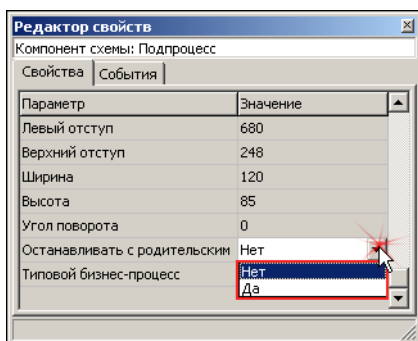 Редактор свойств
Компонент схемы: Подпроцесс
Свойства События
Параметр Значение
Левый отступ 680
Верхний отступ 248
Ширина 120
Высота 85
Угол поворота 0
Останавливать с родительским Нет
Типовой бизнес-процесс Нет
Да